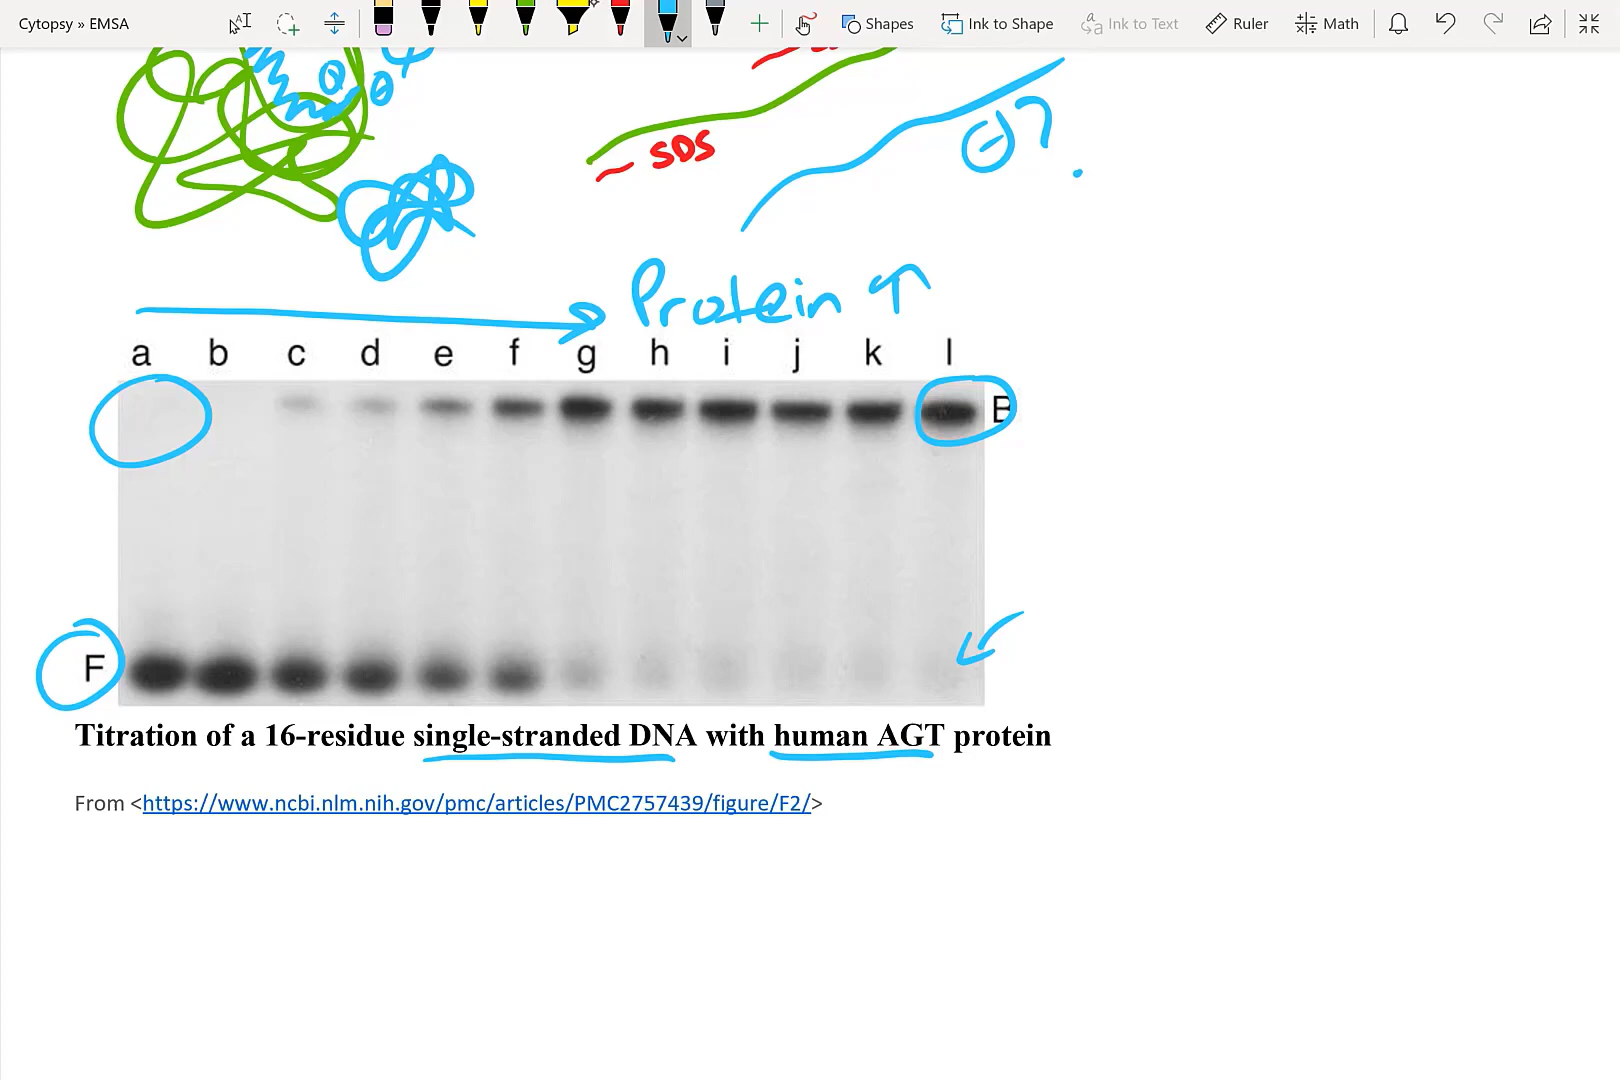 Cytopsy » EMSA
Shapes
Ink to Shape
Ink to Text
Ruler
Math
SDS
Protein ↑
a b c d e f g h i j k l
B
F
Titration of a 16-residue single-stranded DNA with human AGT protein
From <https://www.ncbi.nlm.nih.gov/pmc/articles/PMC2757439/figure/F2/>